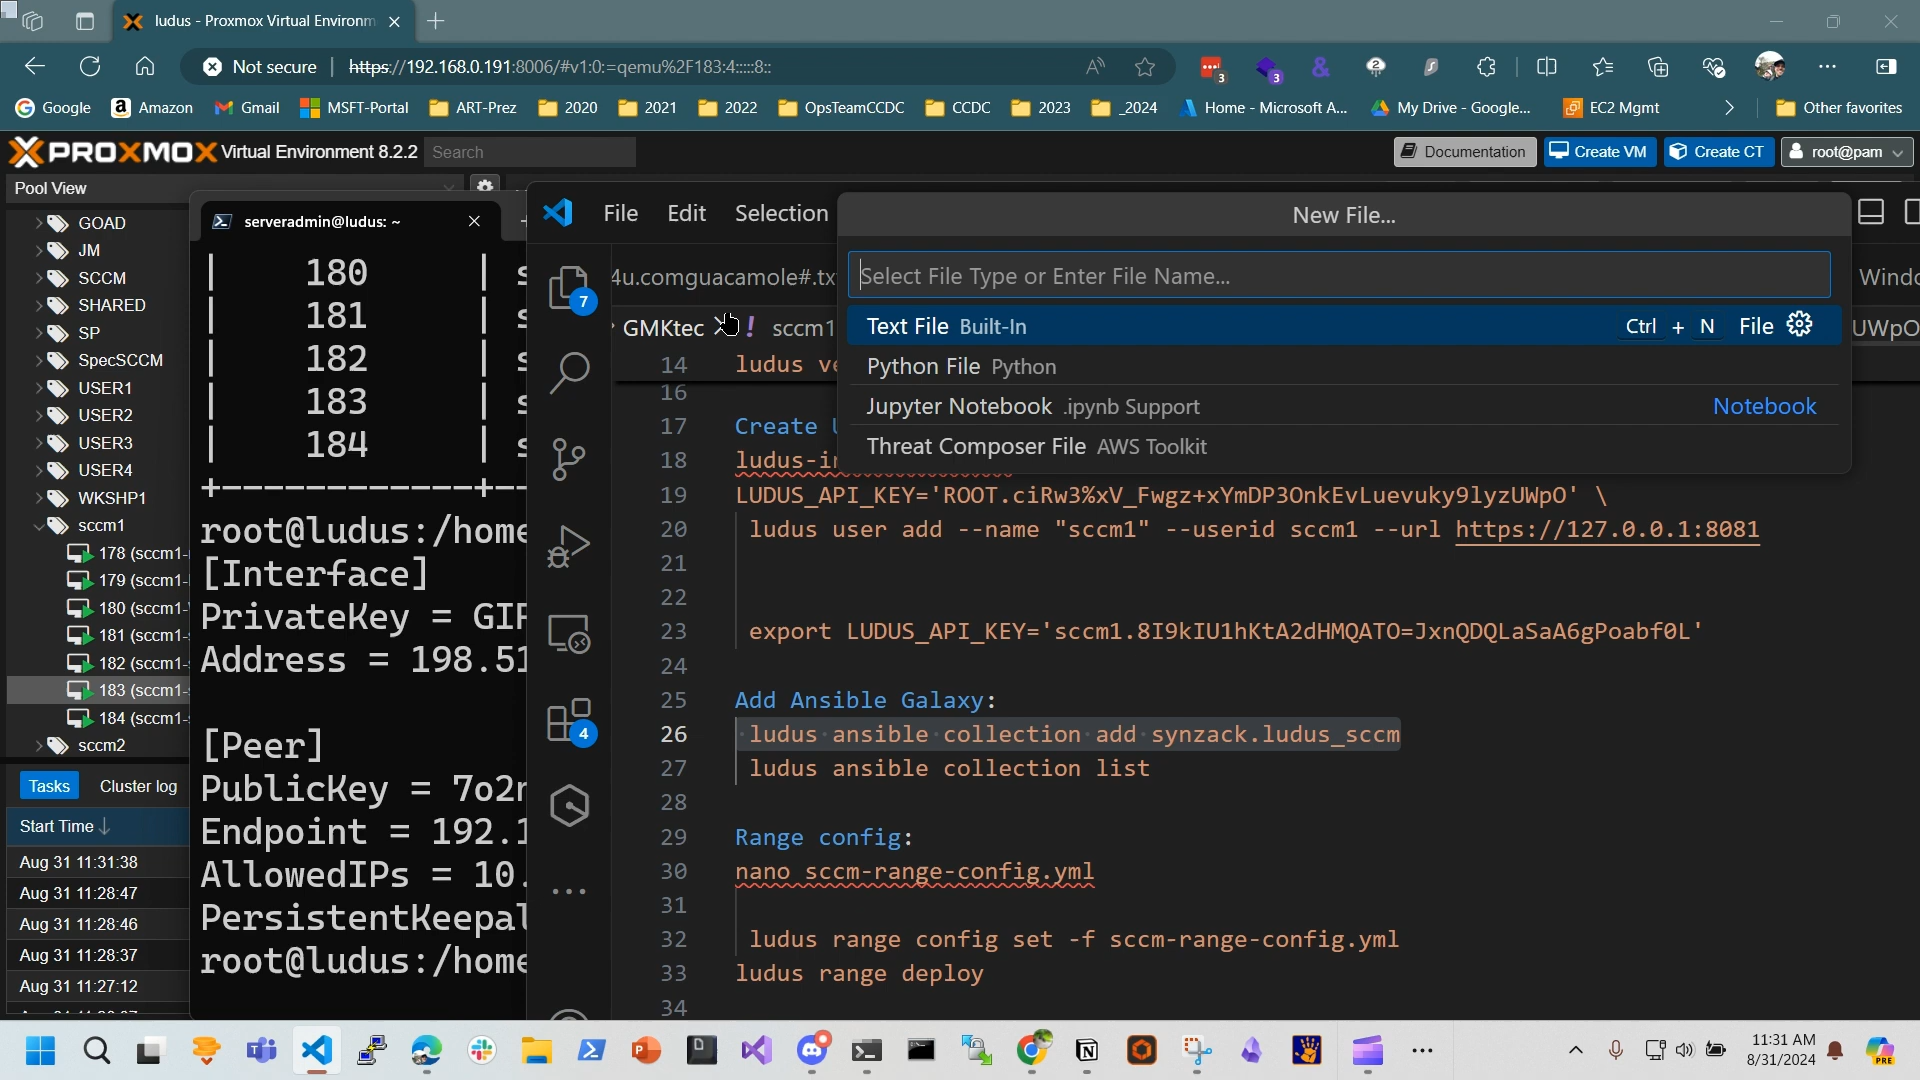 ludus - Proxmox Virtual Environm
Not secure
https://192.168.0.191:8006/#v1:0:=qemu%2F183:4:::::8::
3
3
Google
Amazon
Gmail
MSFT-Portal
ART-Prez
2020
2021
2022
OpsTeamCCDC
CCDC
2023
_2024
Home - Microsoft A...
My Drive - Google...
EC2 Mgmt
Other favorites
PROXMOX Virtual Environment 8.2.2
Search
Documentation
Create VM
Create CT
root@pam
Pool View
GOAD
JM
SCCM
SHARED
SP
SpecSCCM
USER1
USER2
USER3
USER4
WKSHP1
sccm1
178 (sccm1-
179 (sccm1-
180 (sccm1-
181 (sccm1-
182 (sccm1-
183 (sccm1-
184 (sccm1-
sccm2
Tasks
Cluster log
Start Time
Aug 31 11:31:38
Aug 31 11:28:47
Aug 31 11:28:46
Aug 31 11:28:37
Aug 31 11:27:12
serveradmin@ludus: ~
| 180 | s
| 181 | s
| 182 | s
| 183 | s
| 184 | s
+------------+--
root@ludus:/home
[Interface]
PrivateKey = GIF
Address = 198.51
[Peer]
PublicKey = 7o2r
Endpoint = 192.1
AllowedIPs = 10.
PersistentKeepal
root@ludus:/home
File Edit Selection
7
4
4u.comguacamole#.tx
Windo
GMKtec
! sccm1
UWpO
New File...
Select File Type or Enter File Name...
Text File Built-In
Ctrl + N File
Python File Python
Jupyter Notebook .ipynb Support
Notebook
Threat Composer File AWS Toolkit
14 ludus ve
16
17 Create U
18 ludus-in
19 LUDUS_API_KEY='ROOT.ciRw3%xV_Fwgz+xYmDP3OnkEvLuevuky9lyzUWpO' \
20 ludus user add --name "sccm1" --userid sccm1 --url https://127.0.0.1:8081
21
22
23 export LUDUS_API_KEY='sccm1.8I9kIU1hKtA2dHMQATO=JxnQDQLaSaA6gPoabf0L'
24
25 Add Ansible Galaxy:
26 ludus ansible collection add synzack.ludus_sccm
27 ludus ansible collection list
28
29 Range config:
30 nano sccm-range-config.yml
31
32 ludus range config set -f sccm-range-config.yml
33 ludus range deploy
34
11:31 AM
8/31/2024
PRE